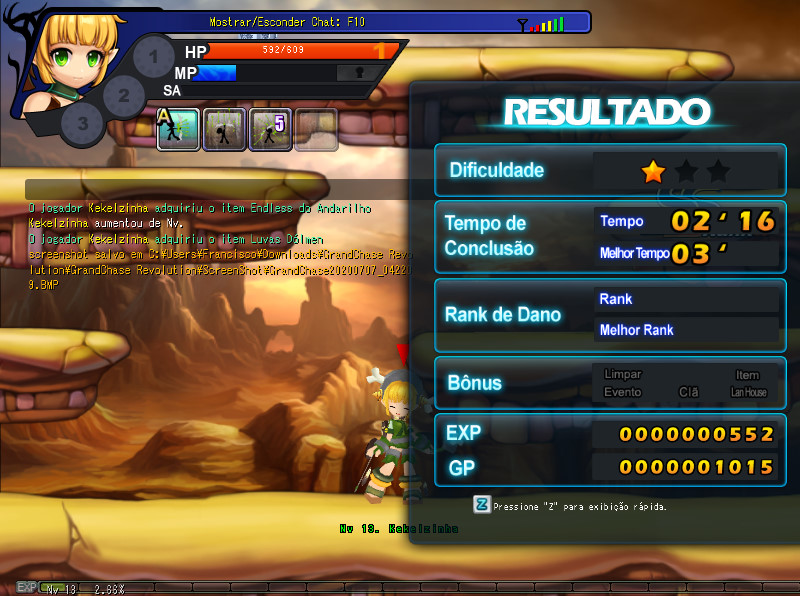 Mostrar/Esconder Chat: F10
HP 592/609 1
MP
SA
1
2
3
A
5
RESULTADO
Dificuldade
Tempo de Conclusão
Tempo 02‘16
Melhor Tempo 03‘
Rank de Dano
Rank
Melhor Rank
Bônus
Limpar Evento
Clã
Item Lan House
EXP 0000000552
GP 0000001015
Z Pressione "Z" para exibição rápida.
O jogador Kekelzinha adquiriu o item Endless do Andarilho
Kekelzinha aumentou de Nv.
O jogador Kekelzinha adquiriu o item Luvas Dólmen
screenshot salvo em C:¥Users¥Francisco¥Downloads¥GrandChase Revo
lution¥GrandChase Revolution¥ScreenShot¥GrandChase20200707_0422
9.BMP
Nv 13. Kekelzinha
EXP Nv 13 2.66%